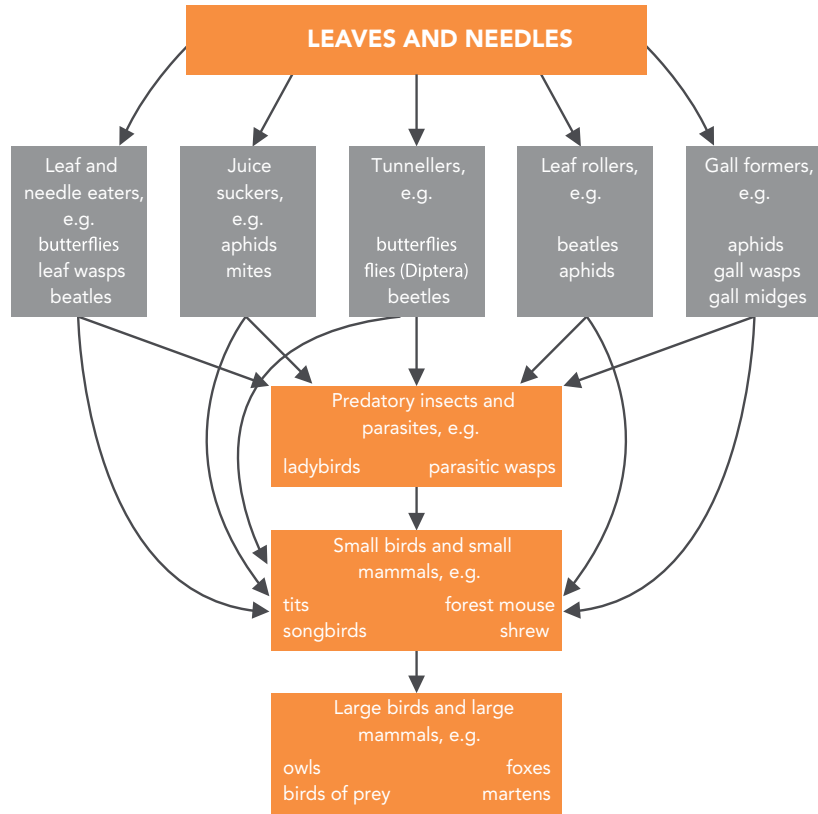 LEAVES AND NEEDLES
Leaf and
needle eaters,
e.g.
butterflies
leaf wasps
beatles
Juice
suckers,
e.g.
aphids
mites
Tunnellers,
e.g.
butterflies
flies (Diptera)
beetles
Leaf rollers,
e.g.
beatles
aphids
Gall formers,
e.g.
aphids
gall wasps
gall midges
Predatory insects and
parasites, e.g.
ladybirds parasitic wasps
Small birds and small
mammals, e.g.
tits forest mouse
songbirds shrew
Large birds and large
mammals, e.g.
owls foxes
birds of prey martens